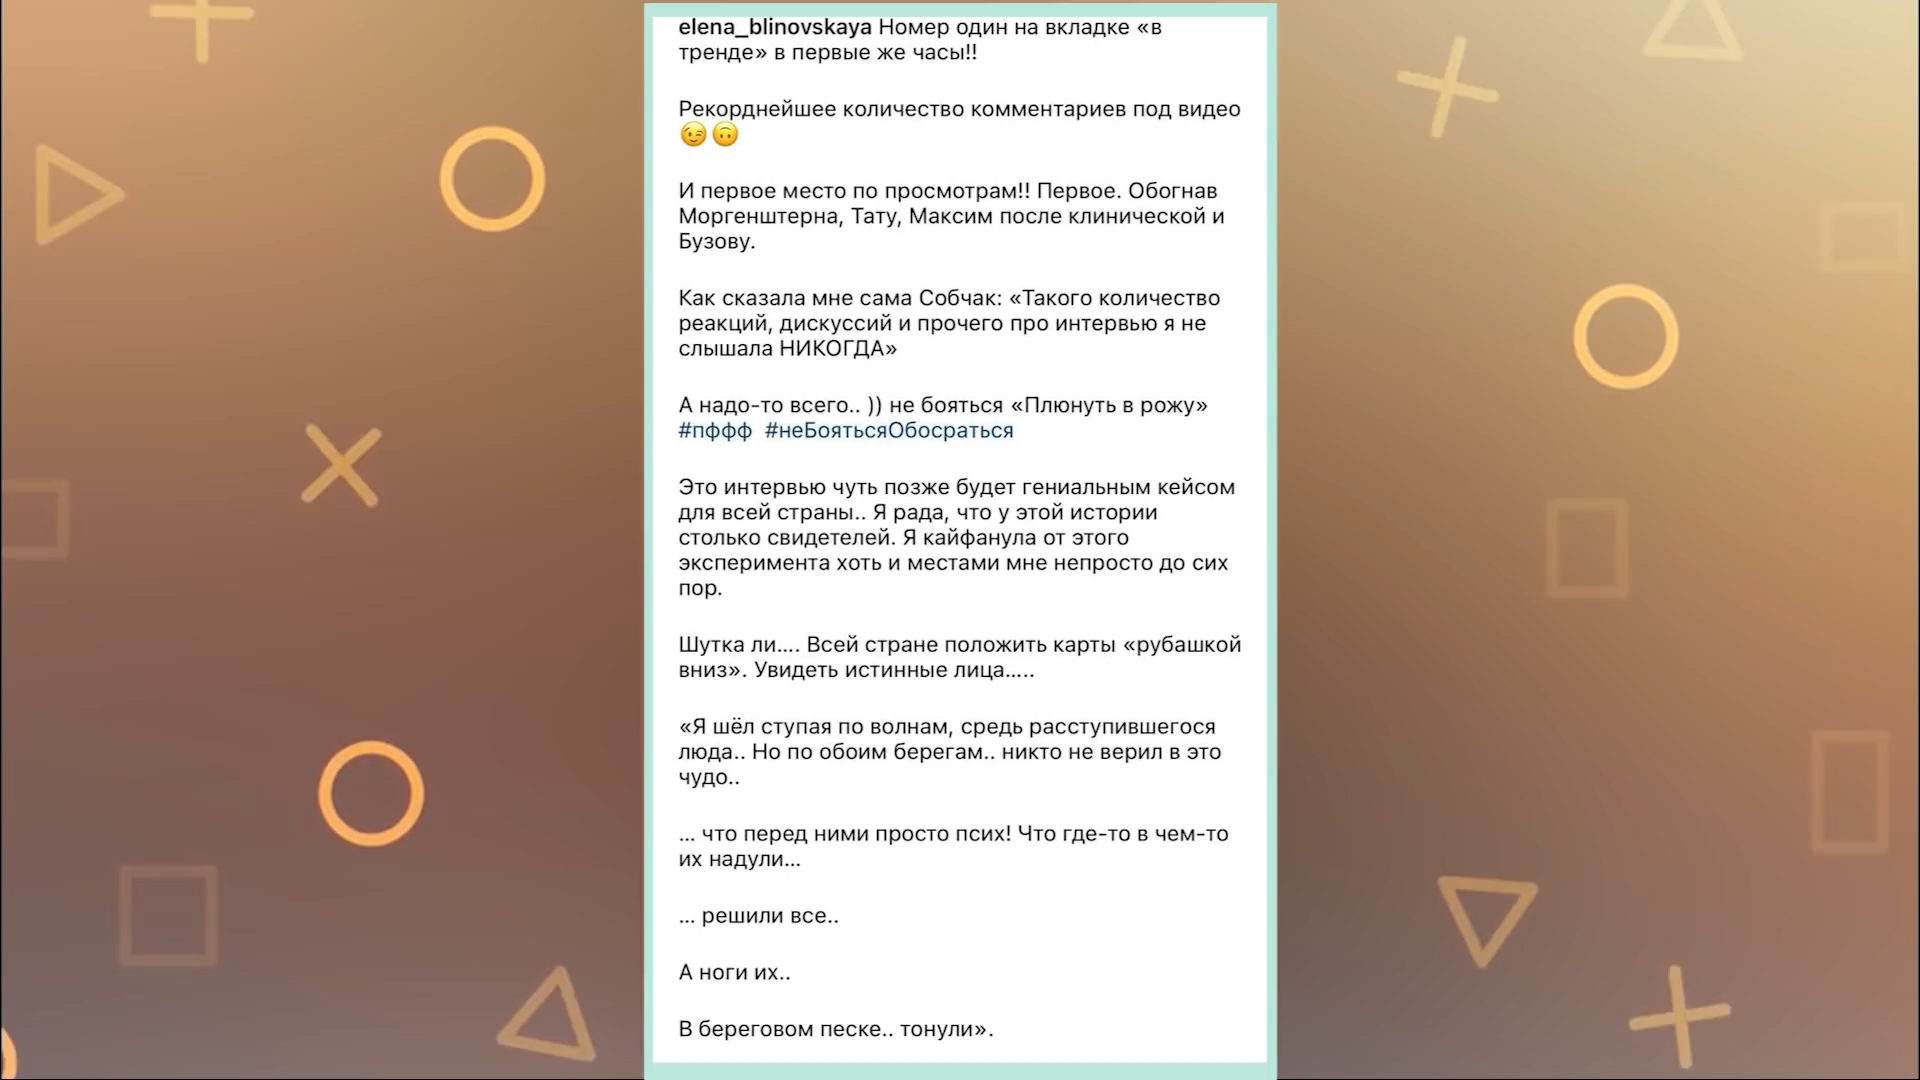 elena_blinovskaya Номер один на вкладке «в
тренде» в первые же часы!!
Рекорднейшее количество комментариев под видео
😉🙃
И первое место по просмотрам!! Первое. Обогнав
Моргенштерна, Тату, Максим после клинической и
Бузову.
Как сказала мне сама Собчак: «Такого количество
реакций, дискуссий и прочего про интервью я не
слышала НИКОГДА»
А надо-то всего.. )) не бояться «Плюнуть в рожу»
#пффф #неБоятьсяОбосраться
Это интервью чуть позже будет гениальным кейсом
для всей страны.. Я рада, что у этой истории
столько свидетелей. Я кайфанула от этого
эксперимента хоть и местами мне непросто до сих
пор.
Шутка ли.... Всей стране положить карты «рубашкой
вниз». Увидеть истинные лица.....
«Я шёл ступая по волнам, средь расступившегося
люда.. Но по обоим берегам.. никто не верил в это
чудо..
... что перед ними просто псих! Что где-то в чем-то
их надули...
... решили все..
А ноги их..
В береговом песке.. тонули».